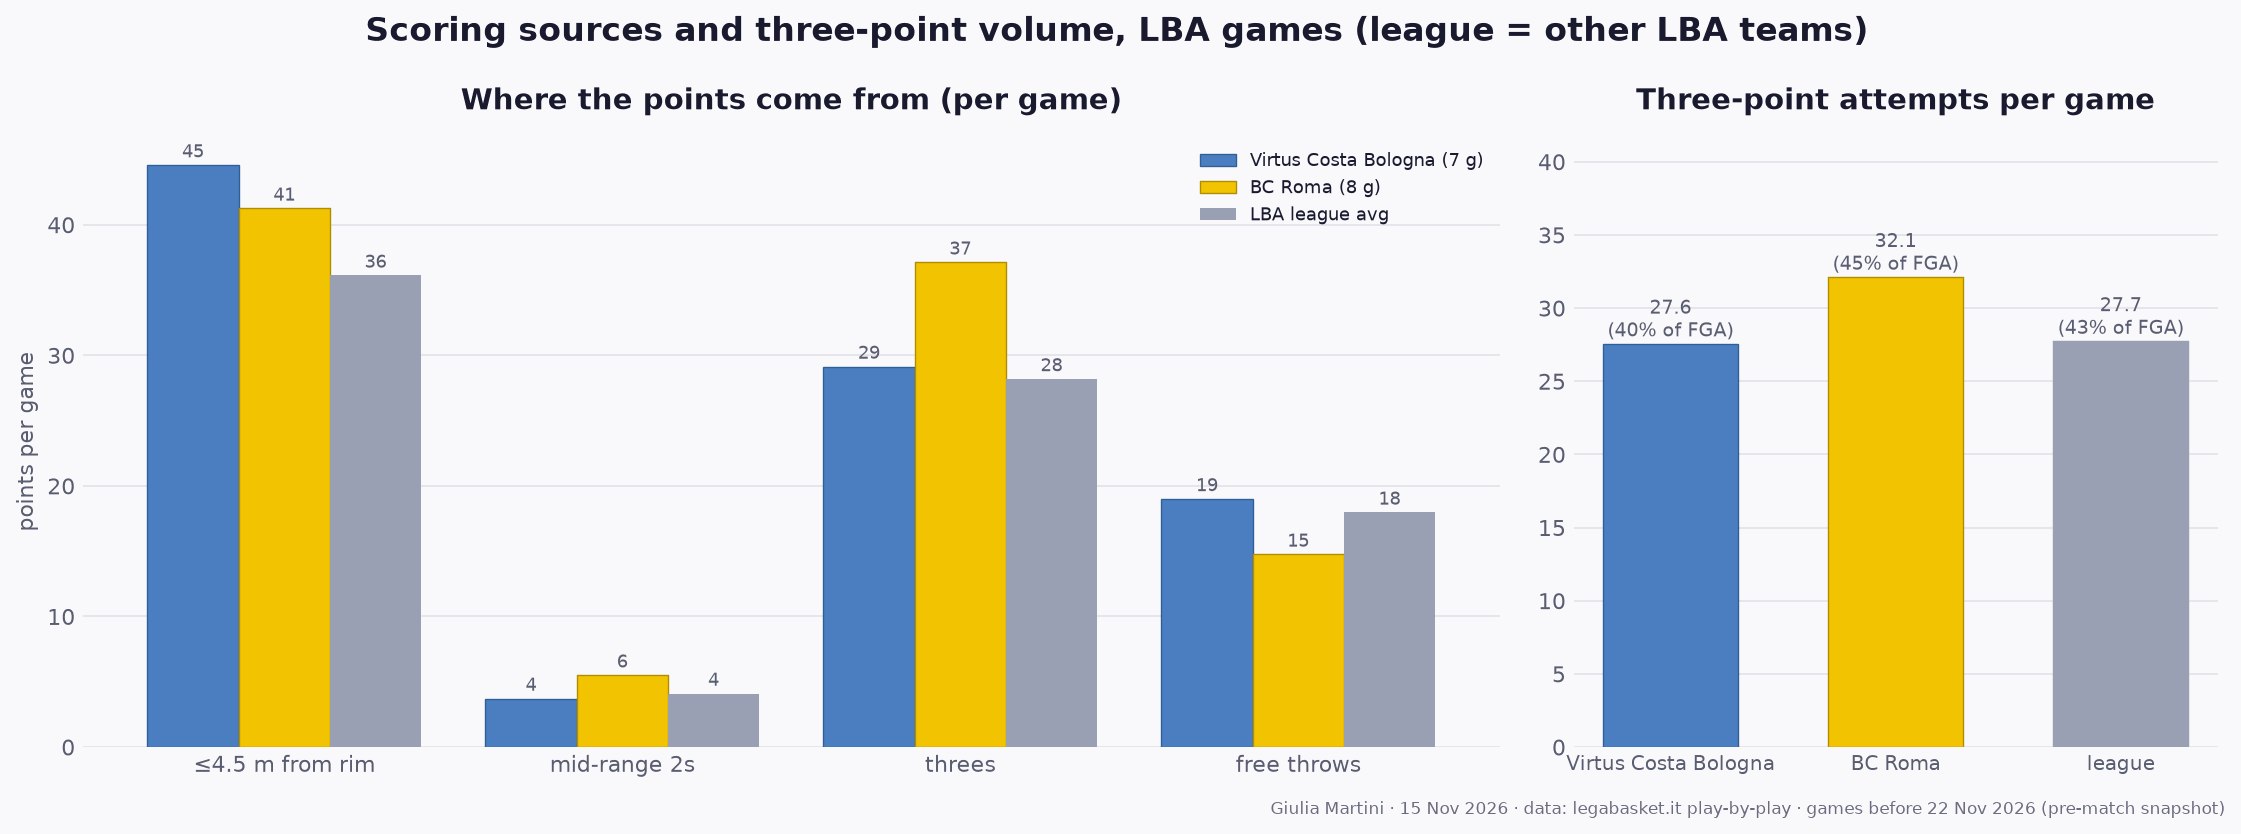 Scoring sources and three-point volume, LBA games (league = other LBA teams)
Where the points come from (per game)
points per game
0
10
20
30
40
45
41
36
4
6
4
29
37
28
19
15
18
≤4.5 m from rim
mid-range 2s
threes
free throws
Virtus Costa Bologna (7 g)
BC Roma (8 g)
LBA league avg
Three-point attempts per game
40
35
30
25
20
15
10
5
0
27.6
(40% of FGA)
32.1
(45% of FGA)
27.7
(43% of FGA)
Virtus Costa Bologna
BC Roma
league
Giulia Martini · 15 Nov 2026 · data: legabasket.it play-by-play · games before 22 Nov 2026 (pre-match snapshot)